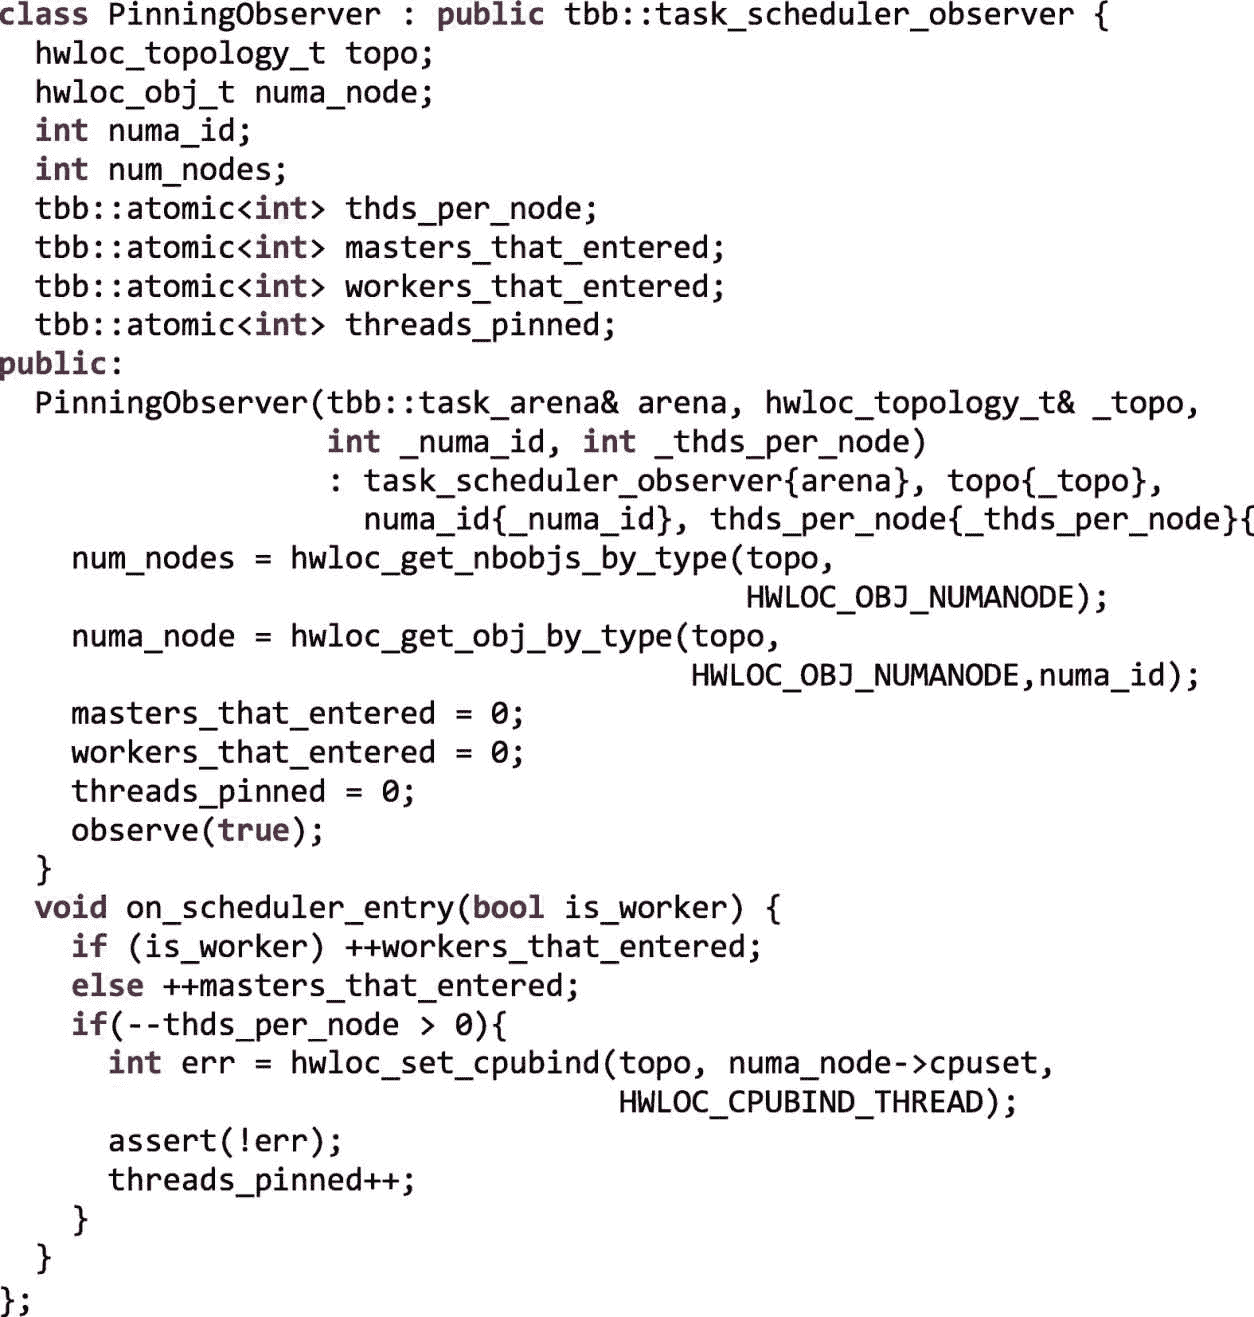 class PinningObserver : public tbb::task_scheduler_observer {
  hwloc_topology_t topo;
  hwloc_obj_t numa_node;
  int numa_id;
  int num_nodes;
  tbb::atomic<int> thds_per_node;
  tbb::atomic<int> masters_that_entered;
  tbb::atomic<int> workers_that_entered;
  tbb::atomic<int> threads_pinned;
public:
  PinningObserver(tbb::task_arena& arena, hwloc_topology_t& _topo,
                  int _numa_id, int _thds_per_node)
                  : task_scheduler_observer{arena}, topo{_topo},
                    numa_id{_numa_id}, thds_per_node{_thds_per_node}{
    num_nodes = hwloc_get_nbobjs_by_type(topo,
                                         HWLOC_OBJ_NUMANODE);
    numa_node = hwloc_get_obj_by_type(topo,
                                      HWLOC_OBJ_NUMANODE,numa_id);
    masters_that_entered = 0;
    workers_that_entered = 0;
    threads_pinned = 0;
    observe(true);
  }
  void on_scheduler_entry(bool is_worker) {
    if (is_worker) ++workers_that_entered;
    else ++masters_that_entered;
    if(--thds_per_node > 0){
      int err = hwloc_set_cpubind(topo, numa_node->cpuset,
                                  HWLOC_CPUBIND_THREAD);
      assert(!err);
      threads_pinned++;
    }
  }
};